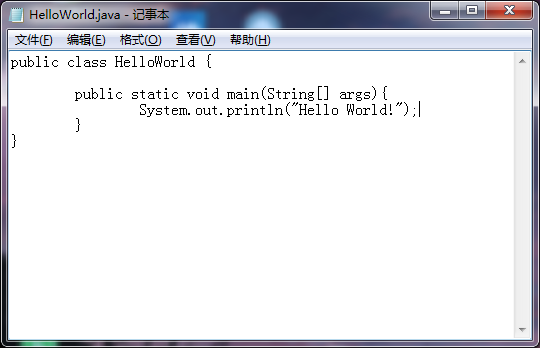 HelloWorld.java - 记事本
文件(F) 编辑(E) 格式(O) 查看(V) 帮助(H)
public class HelloWorld {
public static void main(String[] args){
System.out.println("Hello World!");
}
}